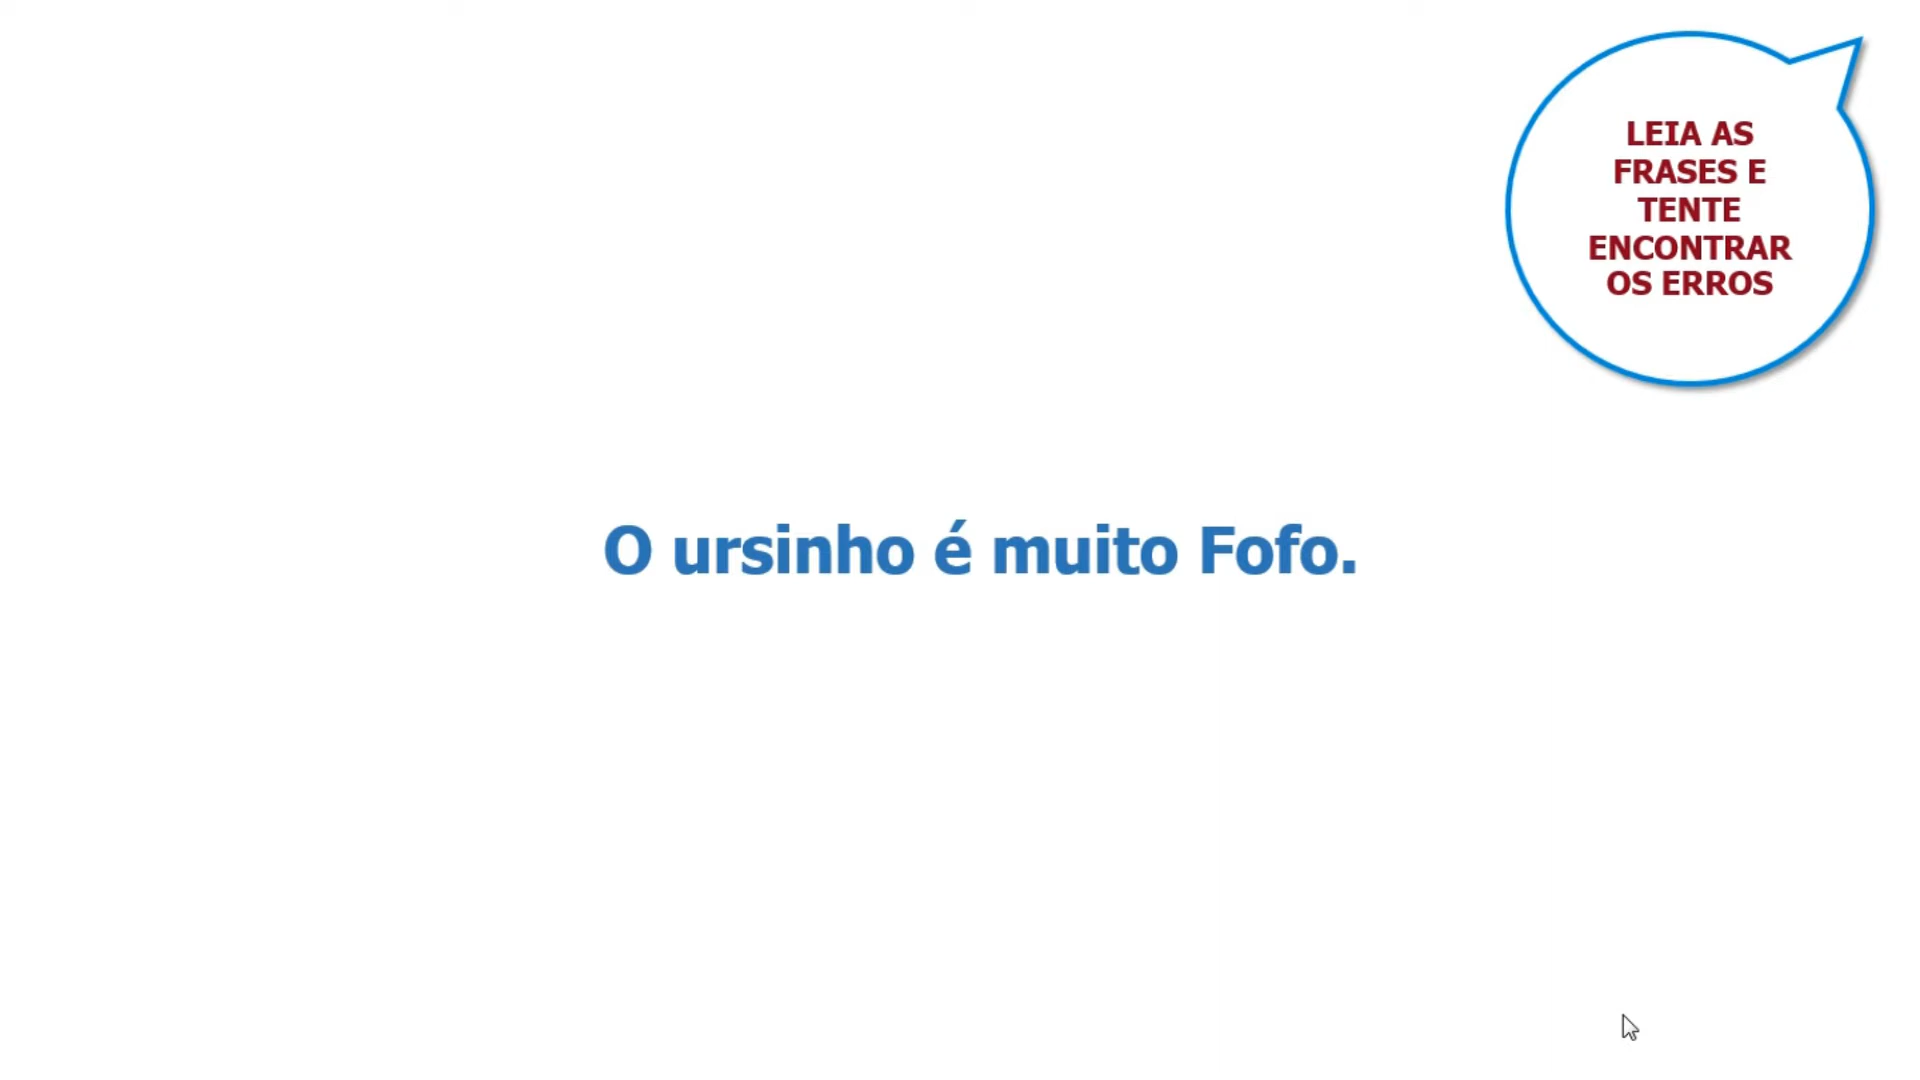 LEIA AS
FRASES E
TENTE
ENCONTRAR
OS ERROS
O ursinho é muito Fofo.